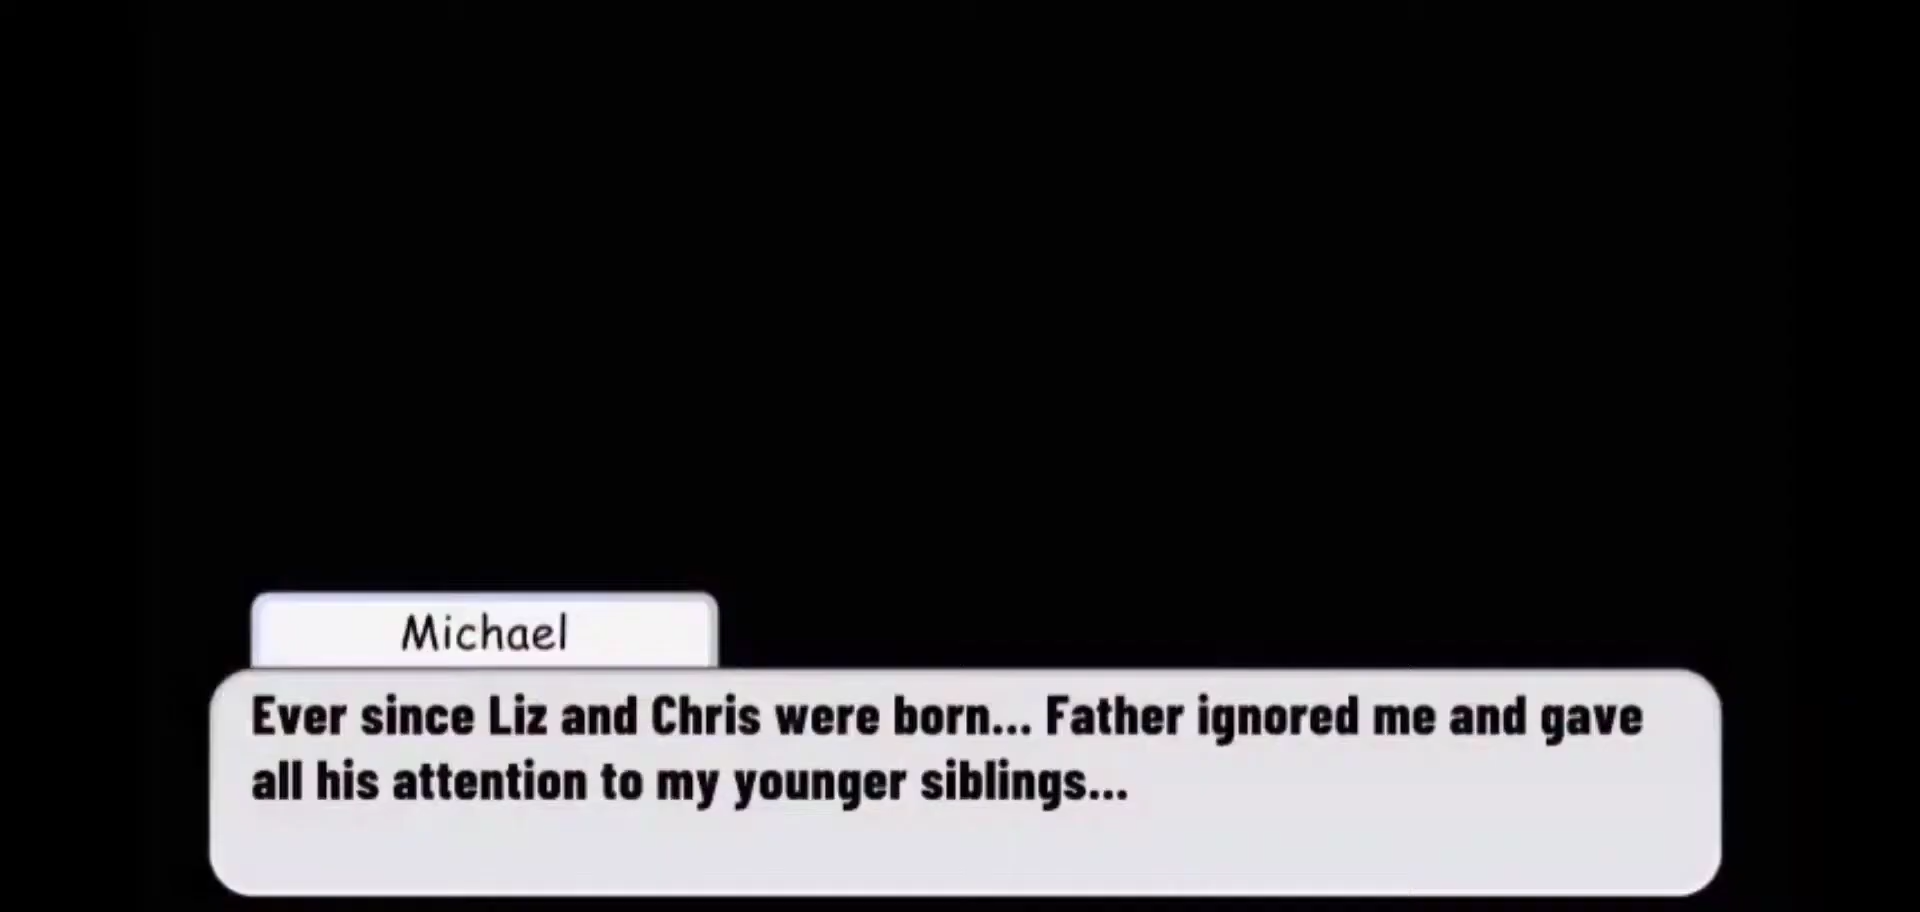 Michael
Ever since Liz and Chris were born... Father ignored me and gave
all his attention to my younger siblings...